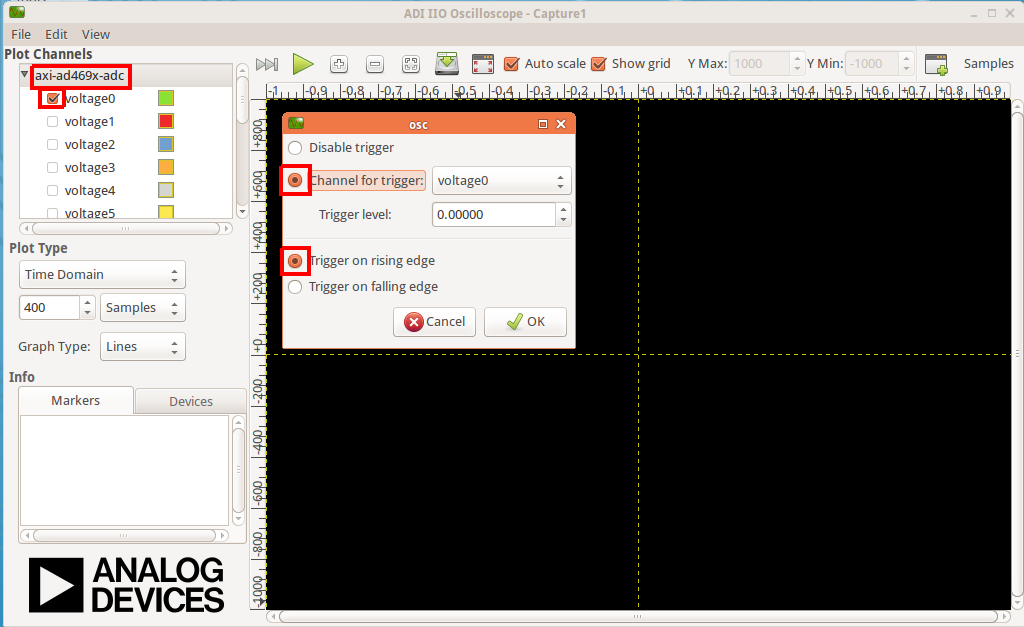 ADI IIO Oscilloscope - Capture1
File Edit View
Plot Channels
Auto scale Show grid Y Max: 1000 Y Min: -1000 Samples
axi-ad469x-adc
voltage0
voltage1
voltage2
voltage3
voltage4
voltage5
-1 -0.9 -0.8 -0.7 -0.6 -0.5 -0.4 -0.3 -0.2 -0.1 +0 +0.1 +0.2 +0.3 +0.4 +0.5 +0.6 +0.7 +0.8 +0.9
+800
+600
+400
+200
+0
-200
-400
-600
-800
-1000
osc
Disable trigger
Channel for trigger: voltage0
Trigger level: 0.00000
Trigger on rising edge
Trigger on falling edge
Cancel OK
Plot Type
Time Domain
400 Samples
Graph Type: Lines
Info
Markers Devices
ANALOG
DEVICES